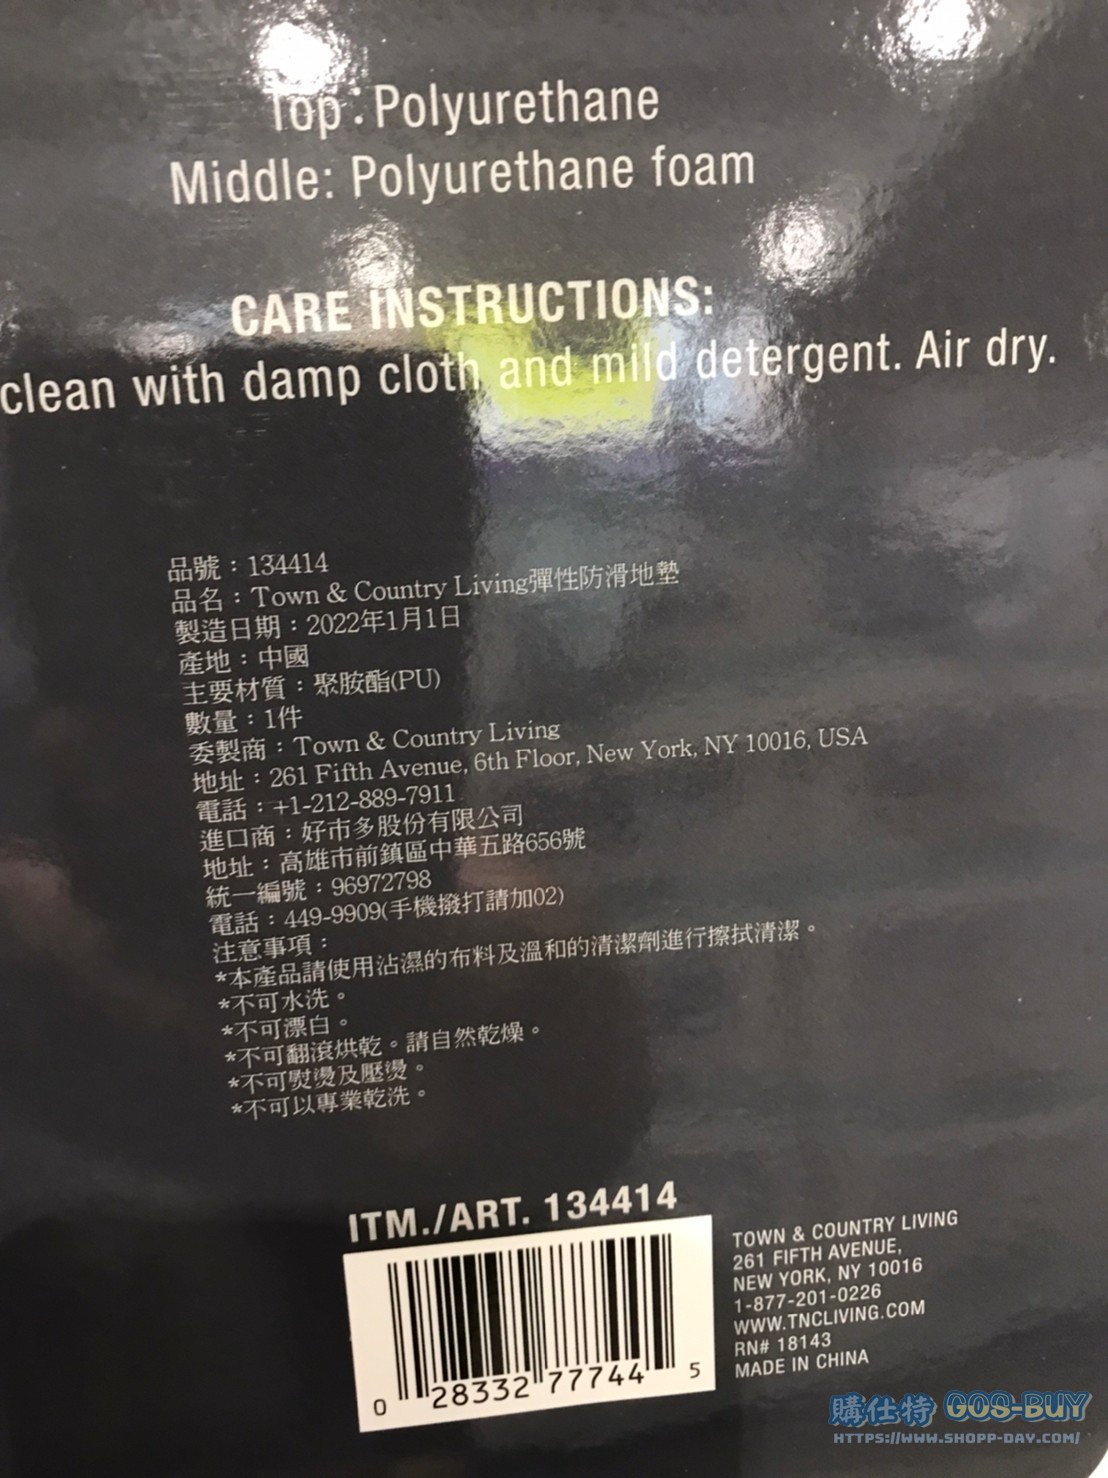 Top: Polyurethane
Middle: Polyurethane foam
CARE INSTRUCTIONS:
clean with damp cloth and mild detergent. Air dry.
品號：134414
品名：Town & Country Living彈性防滑地墊
製造日期：2022年1月1日
產地：中國
主要材質：聚胺酯(PU)
數量：1件
委製商：Town & Country Living
地址：261 Fifth Avenue, 6th Floor, New York, NY 10016, USA
電話：+1-212-889-7911
進口商：好市多股份有限公司
地址：高雄市前鎮區中華五路656號
統一編號：96972798
電話：449-9909(手機撥打請加02)
注意事項：
*本產品請使用沾濕的布料及溫和的清潔劑進行擦拭清潔。
*不可水洗。
*不可漂白。
*不可翻滾烘乾。請自然乾燥。
*不可熨燙及壓燙。
*不可以專業乾洗。
ITM./ART. 134414
0 28332 77744 5
TOWN & COUNTRY LIVING
261 FIFTH AVENUE,
NEW YORK, NY 10016
1-877-201-0226
WWW.TNCLIVING.COM
RN# 18143
MADE IN CHINA
購仕特 GOS-BUY
HTTPS://WWW.SHOPP-DAY.COM/